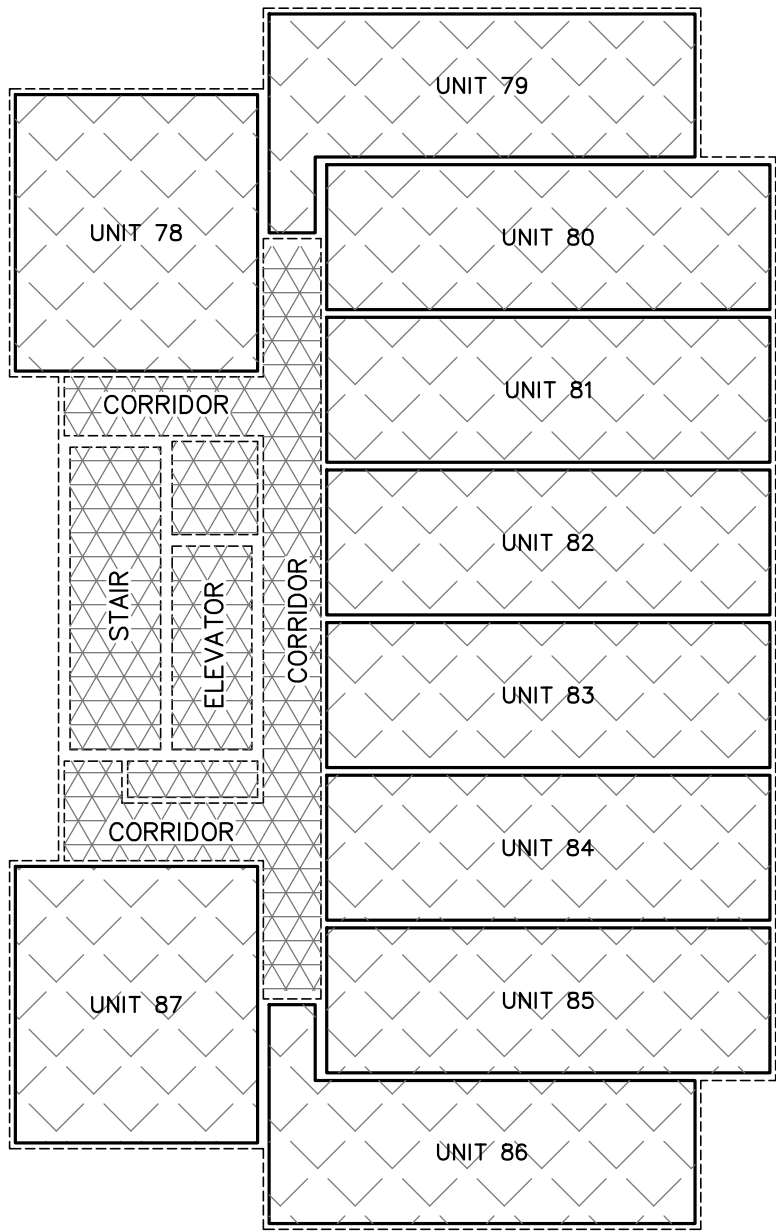 UNIT 79
UNIT 78
UNIT 80
UNIT 81
CORRIDOR
UNIT 82
STAIR
ELEVATOR
CORRIDOR
UNIT 83
CORRIDOR
UNIT 84
UNIT 87
UNIT 85
UNIT 86